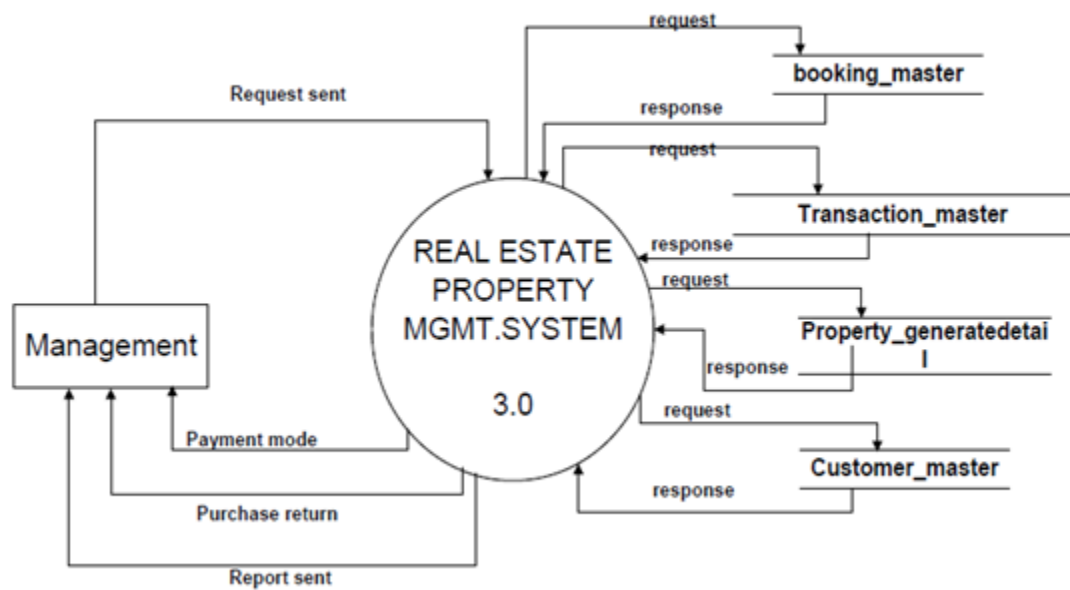 request
booking_master
Request sent
response
request
Transaction_master
response
REAL ESTATE
PROPERTY
MGMT.SYSTEM
3.0
request
Property_generatedetai
l
Management
response
request
Payment mode
Customer_master
response
Purchase return
Report sent